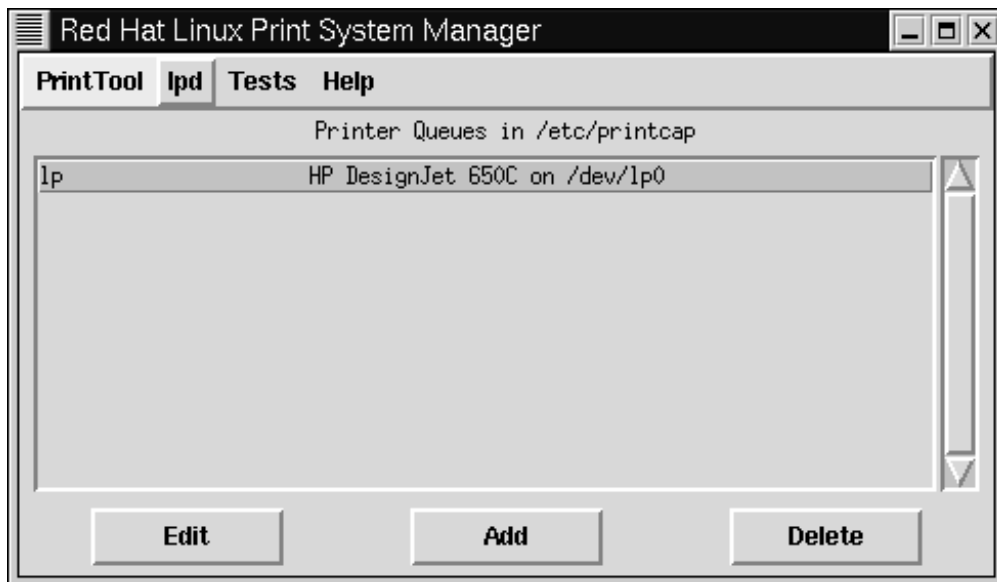 Red Hat Linux Print System Manager
PrintTool lpd Tests Help
Printer Queues in /etc/printcap
lp HP DesignJet 650C on /dev/lp0
Edit Add Delete